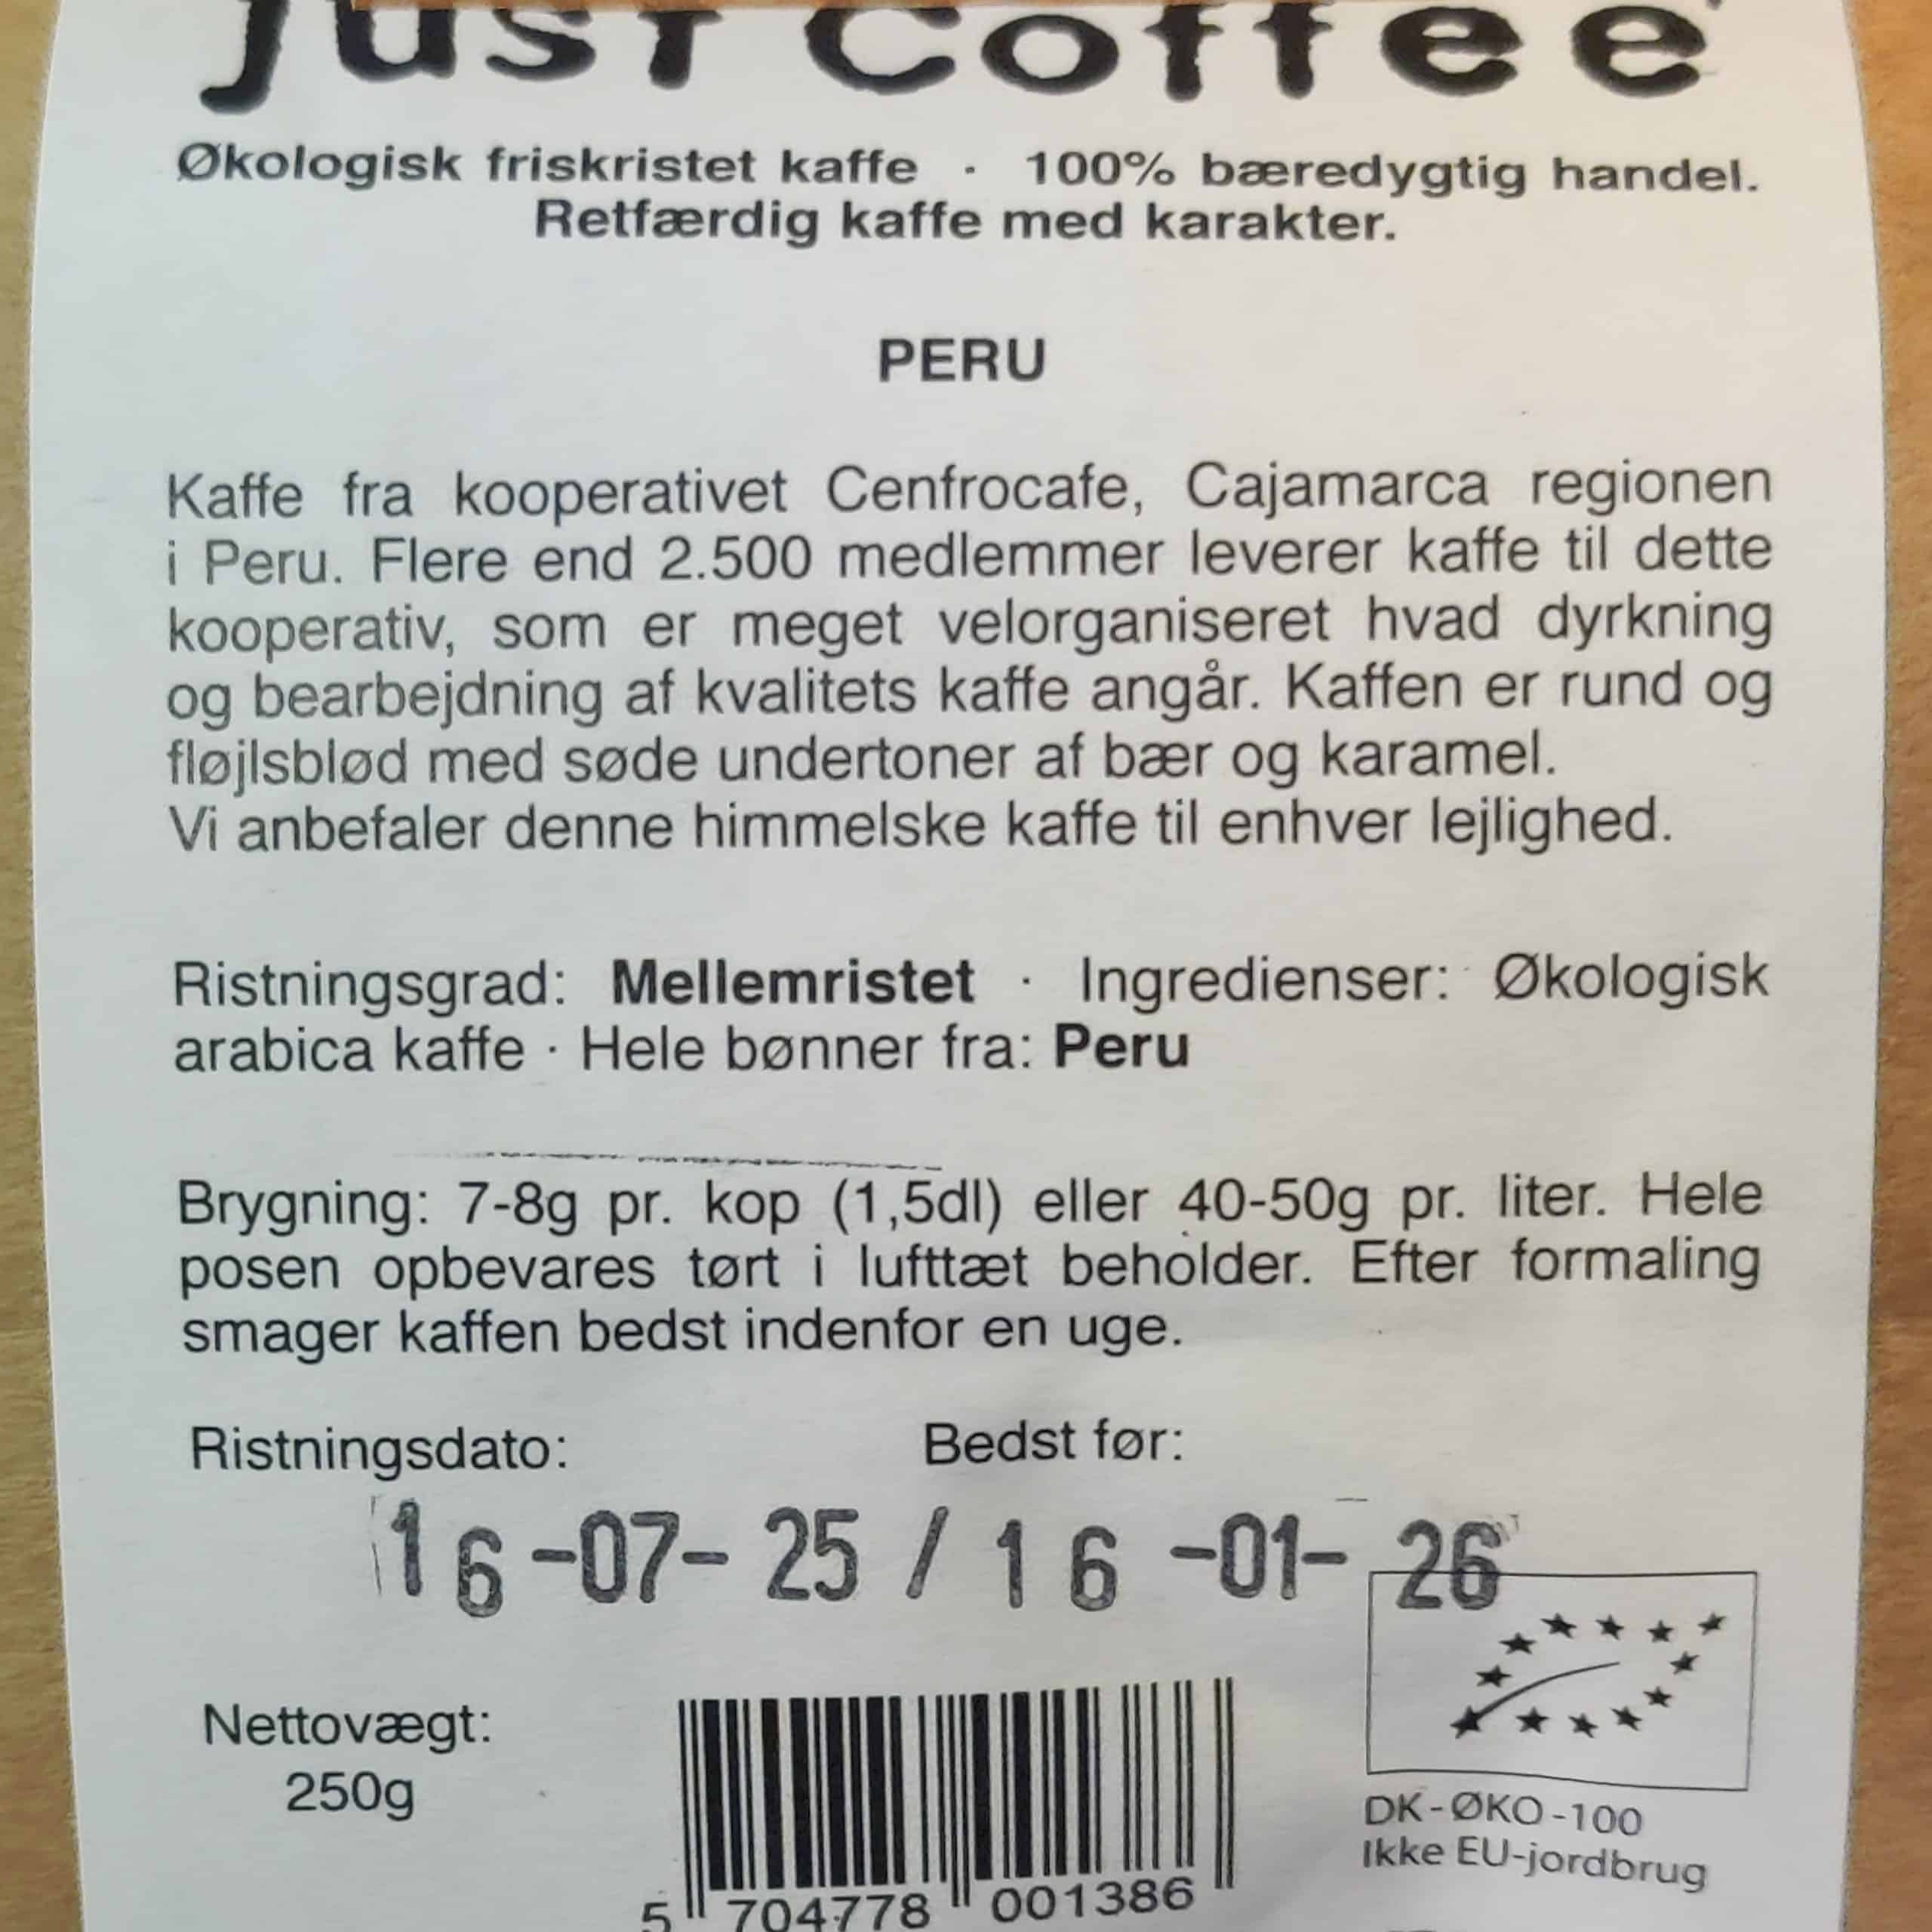 Just Coffee
Økologisk friskristet kaffe · 100% bæredygtig handel.
Retfærdig kaffe med karakter.
PERU
Kaffe fra kooperativet Cenfrocafe, Cajamarca regionen
i Peru. Flere end 2.500 medlemmer leverer kaffe til dette
kooperativ, som er meget velorganiseret hvad dyrkning
og bearbejdning af kvalitets kaffe angår. Kaffen er rund og
fløjlsblød med søde undertoner af bær og karamel.
Vi anbefaler denne himmelske kaffe til enhver lejlighed.
Ristningsgrad: Mellemristet · Ingredienser: Økologisk
arabica kaffe · Hele bønner fra: Peru
Brygning: 7-8g pr. kop (1,5dl) eller 40-50g pr. liter. Hele
posen opbevares tørt i lufttæt beholder. Efter formaling
smager kaffen bedst indenfor en uge.
Ristningsdato: Bedst før:
16-07-25 / 16-01-26
Nettovægt:
250g
5 704778 001386
DK-ØKO-100
Ikke EU-jordbrug